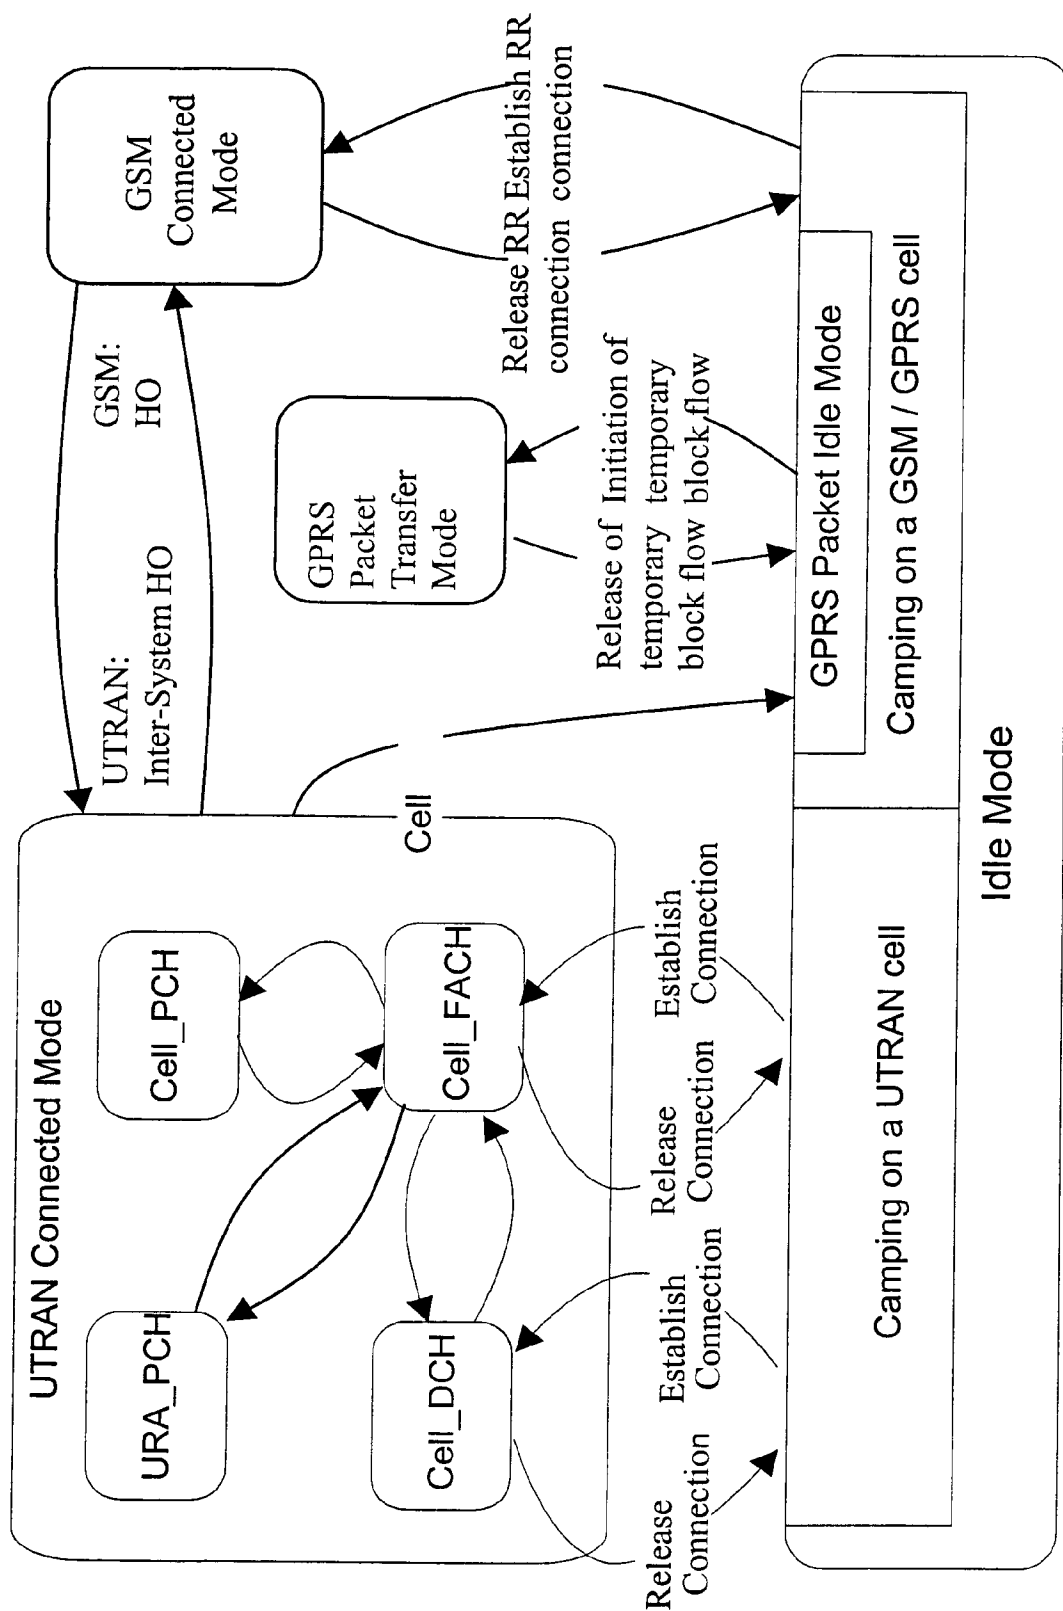 UTRAN Connected Mode
URA_PCH
Cell_PCH
Cell_DCH
Cell_FACH
Cell
UTRAN:
Inter-System HO
GSM:
HO
GSM
Connected
Mode
GPRS
Packet
Transfer
Mode
Release
Connection
Establish
Connection
Release
Connection
Establish
Connection
Release of
temporary
block flow
Initiation of
temporary
block flow
Release RR
connection
Establish RR
connection
GPRS Packet Idle Mode
Camping on a UTRAN cell
Camping on a GSM / GPRS cell
Idle Mode